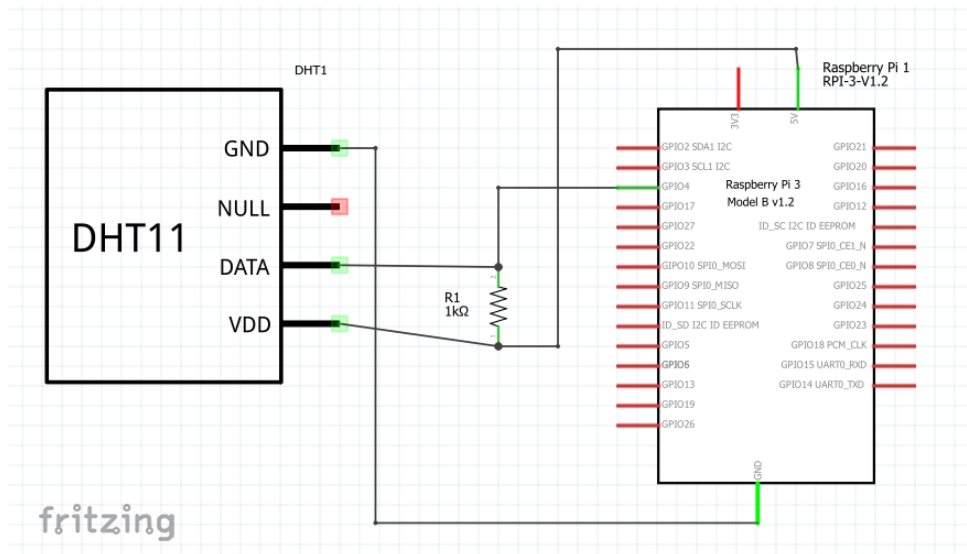 DHT1
GND
NULL
DHT11
DATA
VDD
R1
1kΩ
2
1
Raspberry Pi 1
RPI-3-V1.2
3V3
5V
GPIO2 SDA1 I2C
GPIO3 SCL1 I2C
GPIO4
GPIO17
GPIO27
GPIO22
GIPO10 SPI0_MOSI
GPIO9 SPI0_MISO
GPIO11 SPI0_SCLK
ID_SD I2C ID EEPROM
GPIO5
GPIO6
GPIO13
GPIO19
GPIO26
Raspberry Pi 3
Model B v1.2
GPIO21
GPIO20
GPIO16
GPIO12
ID_SC I2C ID EEPROM
GPIO7 SPI0_CE1_N
GPIO8 SPI0_CE0_N
GPIO25
GPIO24
GPIO23
GPIO18 PCM_CLK
GPIO15 UART0_RXD
GPIO14 UART0_TXD
GND
fritzing